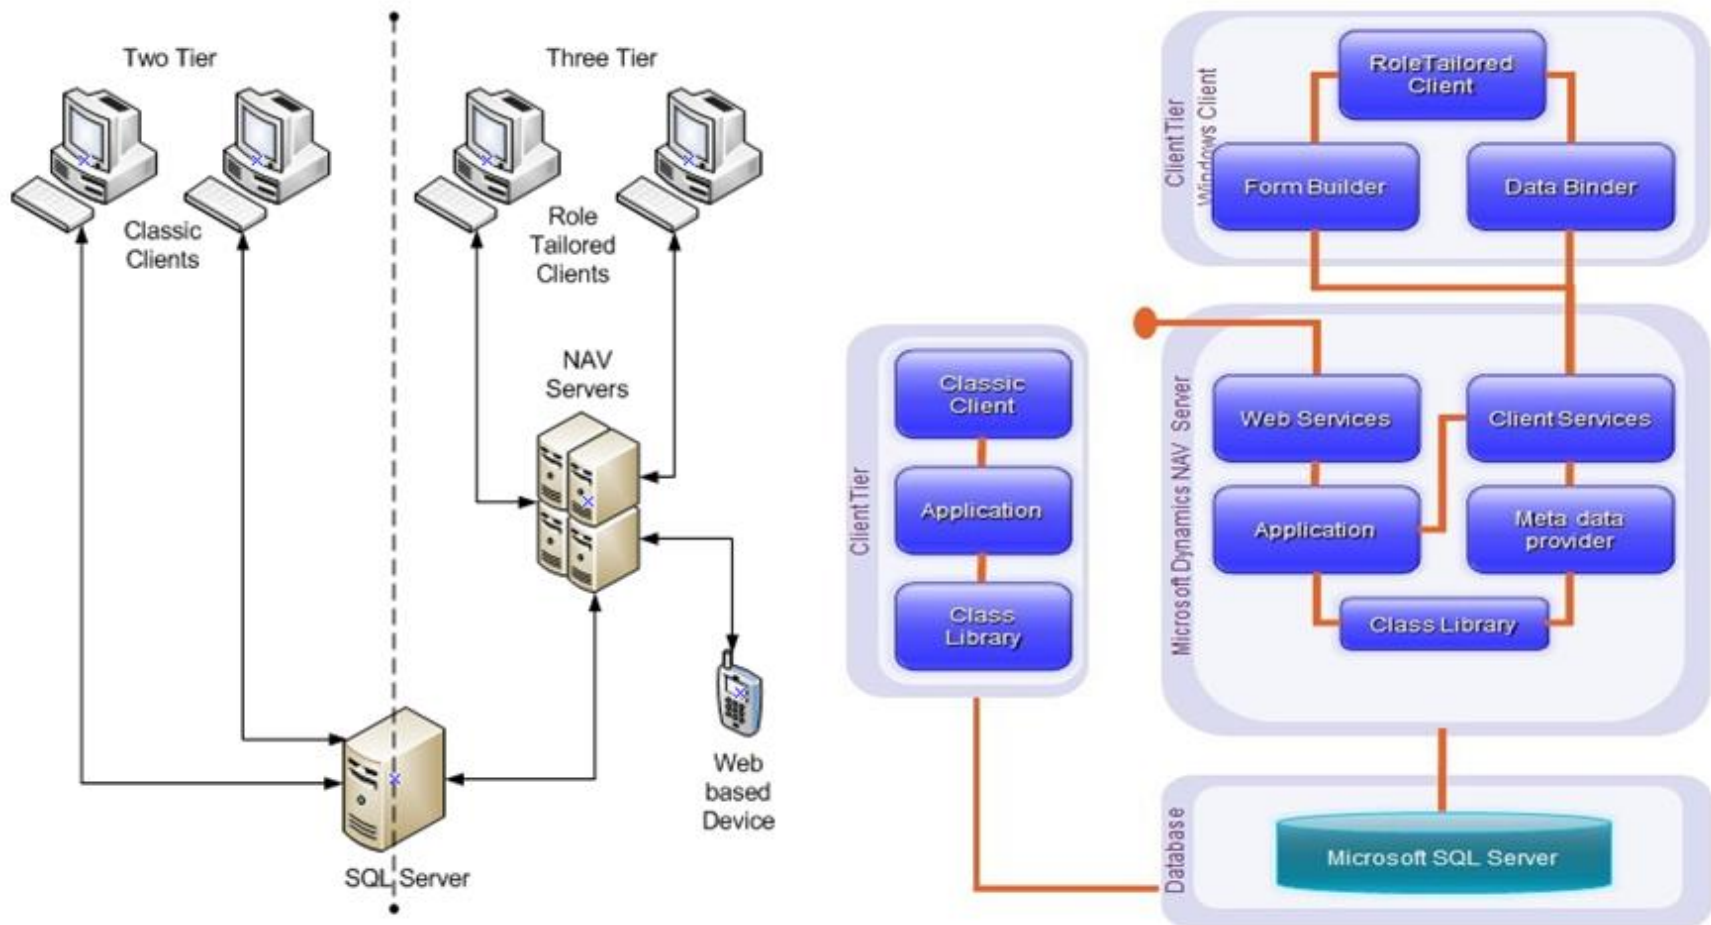 Two Tier
Three Tier
Classic
Clients
Role
Tailored
Clients
NAV
Servers
Web
based
Device
SQL Server
Client Tier
Classic
Client
Application
Class
Library
Client Tier
Windows Client
RoleTailored
Client
Form Builder
Data Binder
Microsoft Dynamics NAV Server
Web Services
Client Services
Application
Meta data
provider
Class Library
Database
Microsoft SQL Server